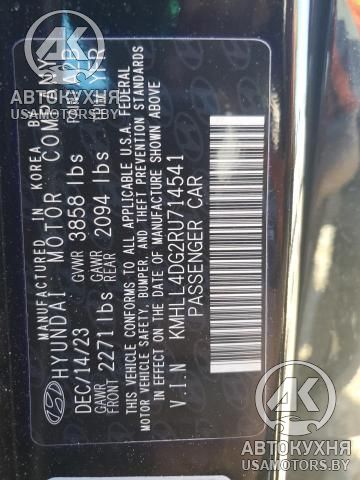 MANUFACTURED IN KOREA B
HYUNDAI MOTOR COMPANY
DEC/14/23 GVWR 3858 lbs
GAWR FRONT 2271 lbs GAWR REAR 2094 lbs
THIS VEHICLE CONFORMS TO ALL APPLICABLE U.S.A. FEDERAL
MOTOR VEHICLE SAFETY, BUMPER, AND THEFT PREVENTION STANDARDS
IN EFFECT ON THE DATE OF MANUFACTURE SHOWN ABOVE
V.I.N KMHLL4DG2RU714541
PASSENGER CAR
АВТОКУХНЯ
USAMOTORS.BY
АВТОКУХНЯ
USAMOTORS.BY